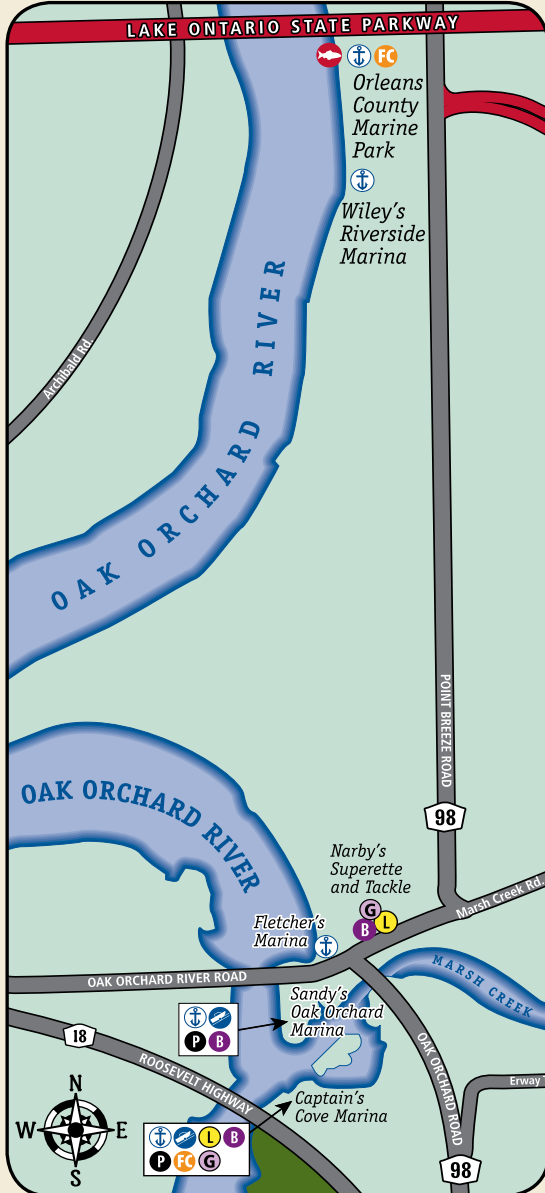 LAKE ONTARIO STATE PARKWAY
FC
Orleans
County
Marine
Park
Wiley's
Riverside
Marina
Archibald Rd.
OAK ORCHARD RIVER
POINT BREEZE ROAD
98
OAK ORCHARD RIVER
Narby's
Superette
and Tackle
G
B
L
Marsh Creek Rd.
Fletcher's
Marina
OAK ORCHARD RIVER ROAD
MARSH CREEK
Sandy's
Oak Orchard
Marina
P
B
18
ROOSEVELT HIGHWAY
OAK ORCHARD ROAD
Erway
N
W
E
S
Captain's
Cove Marina
L
B
P
FC
G
98